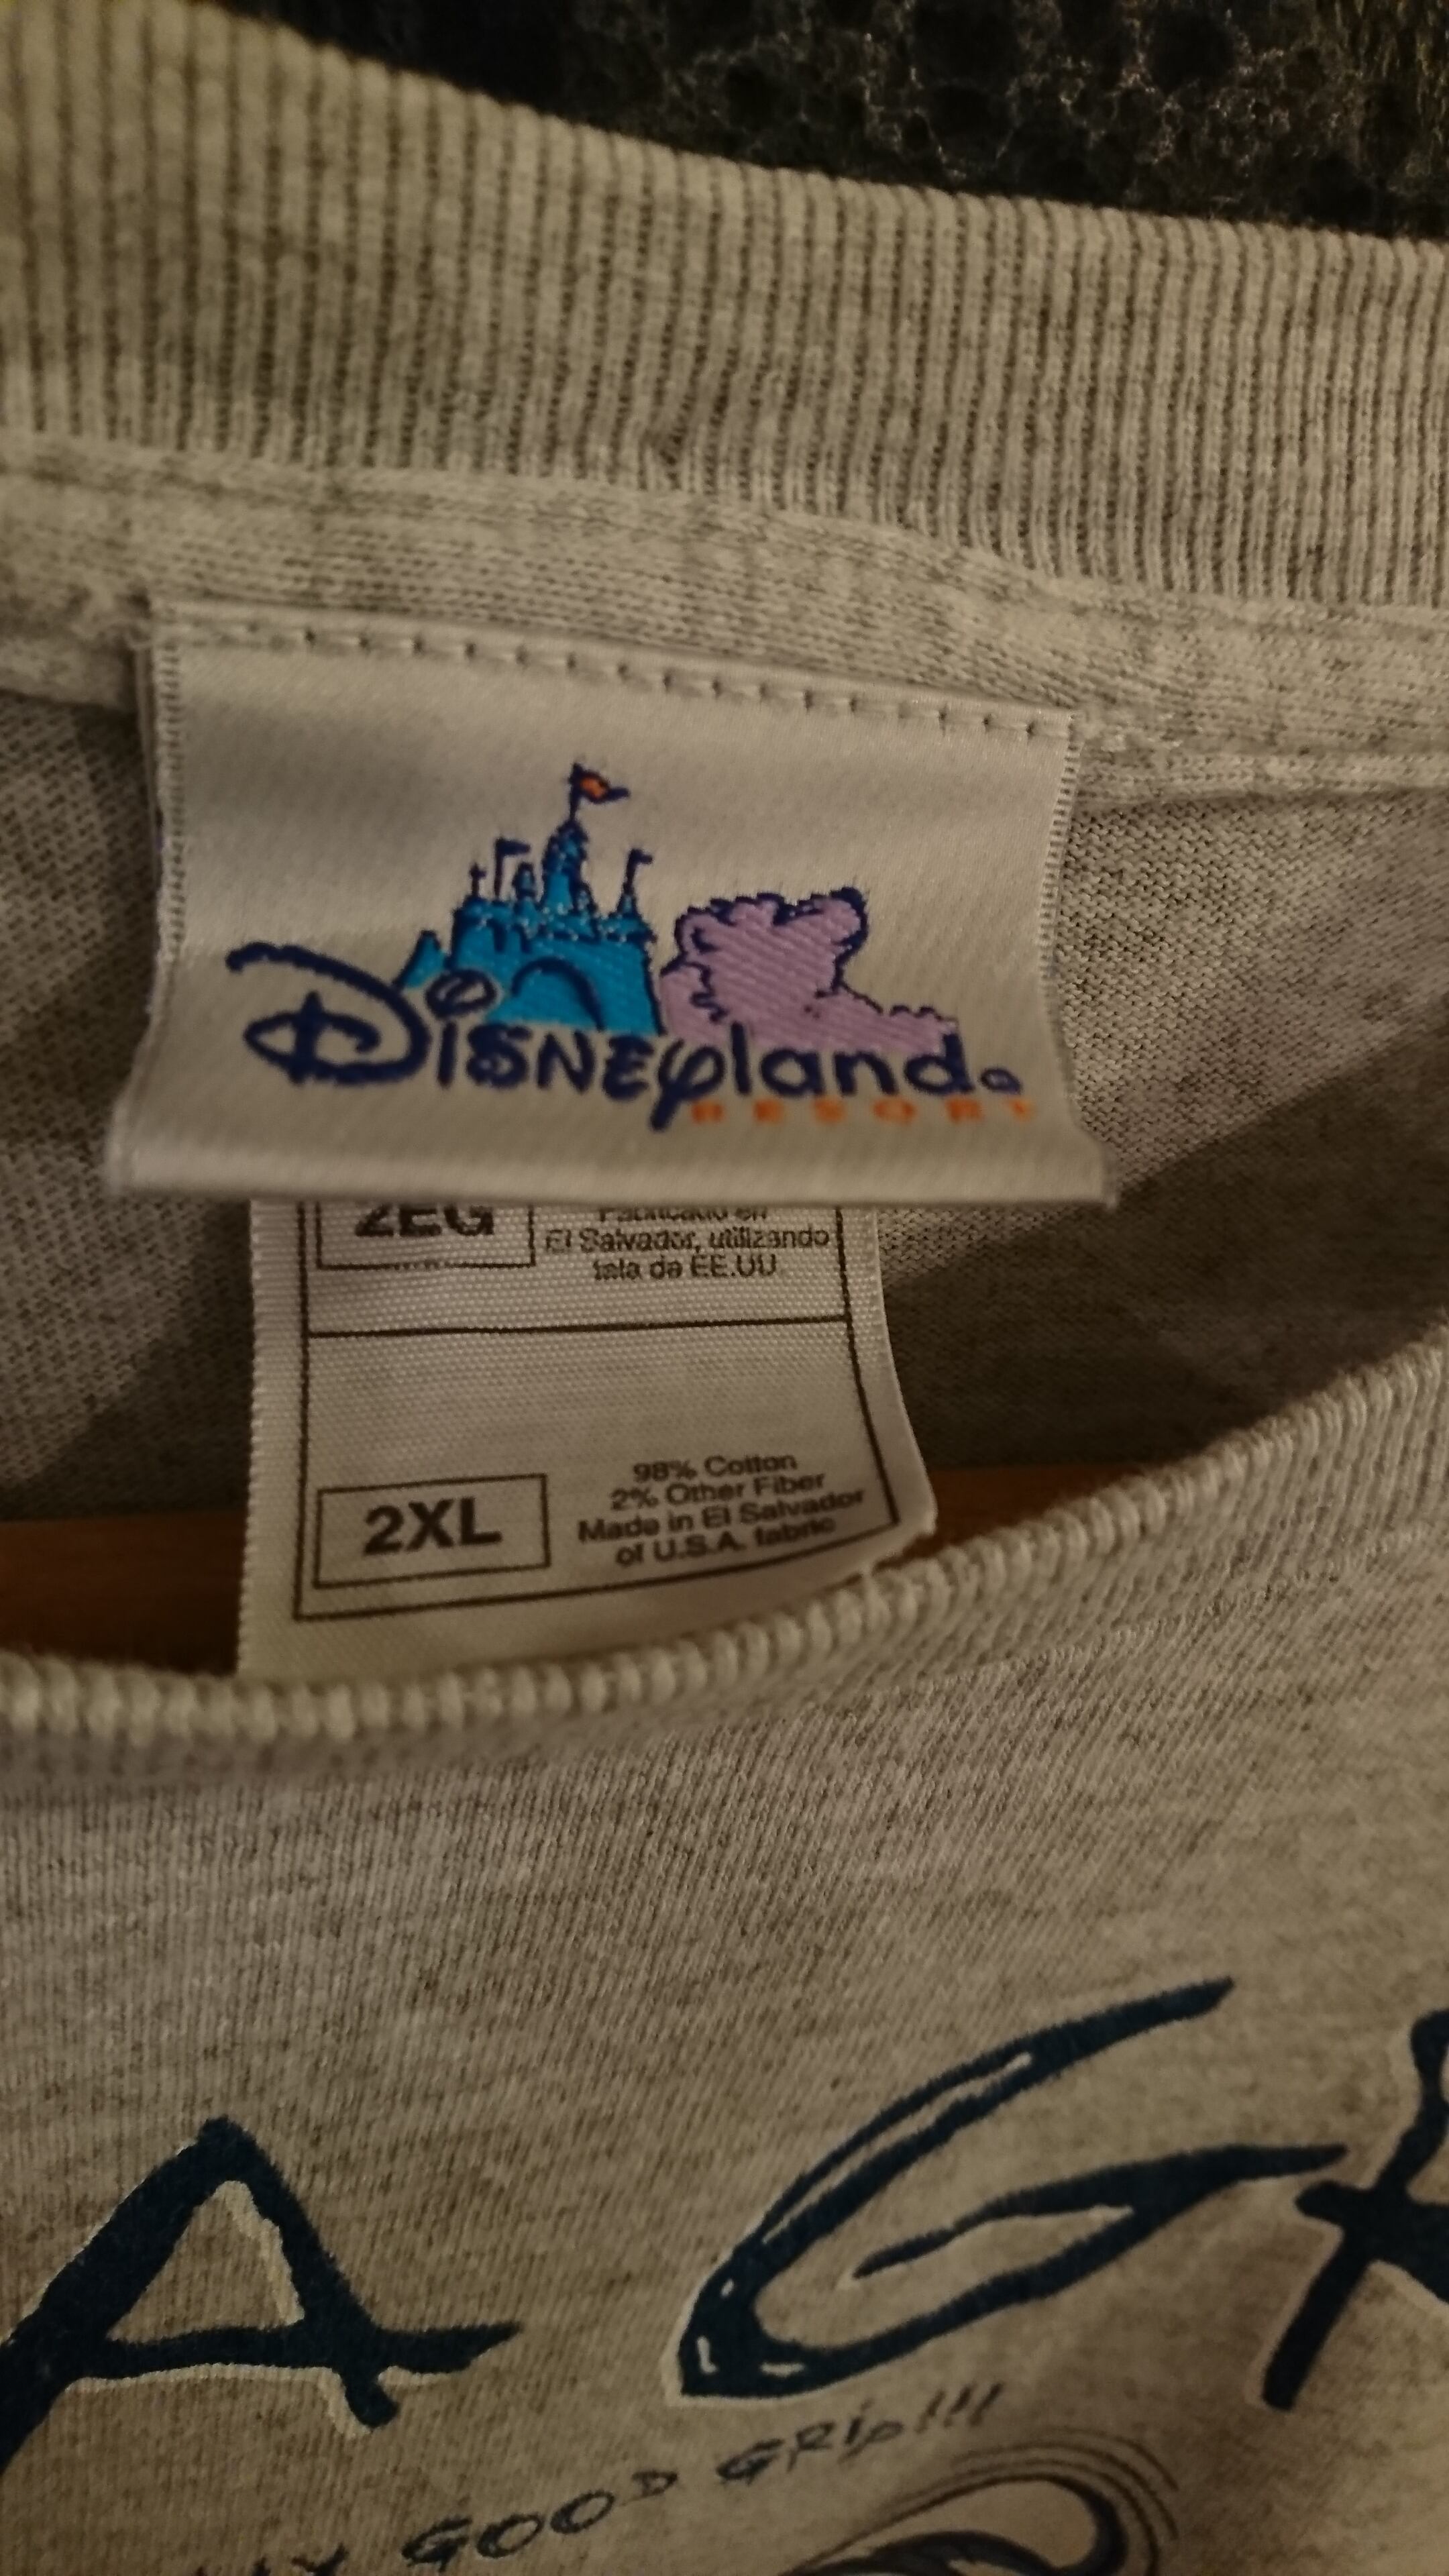 Disneyland®
RESORT
2EG
Fabricado en
El Salvador, utilizando
tela de EE.UU
2XL
98% Cotton
2% Other Fiber
Made in El Salvador
of U.S.A. fabric
A G
GOOD GRIP!!!